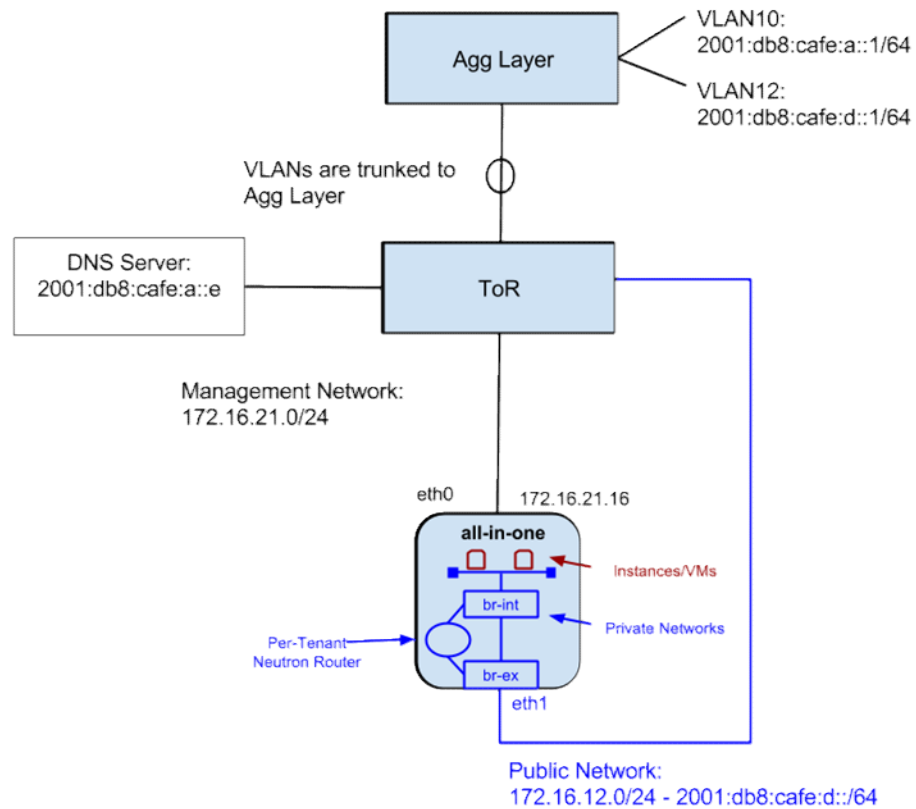 VLAN10:
2001:db8:cafe:a::1/64
Agg Layer
VLAN12:
2001:db8:cafe:d::1/64
VLANs are trunked to
Agg Layer
DNS Server:
2001:db8:cafe:a::e
ToR
Management Network:
172.16.21.0/24
eth0
172.16.21.16
all-in-one
Instances/VMs
br-int
Private Networks
Per-Tenant
Neutron Router
br-ex
eth1
Public Network:
172.16.12.0/24 - 2001:db8:cafe:d::/64